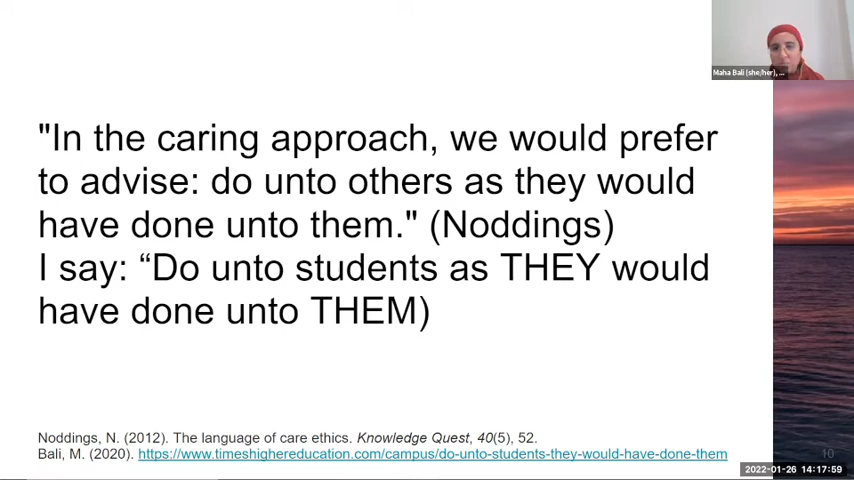 Maha Bali (she/her), ...
"In the caring approach, we would prefer
to advise: do unto others as they would
have done unto them." (Noddings)
I say: “Do unto students as THEY would
have done unto THEM)
Noddings, N. (2012). The language of care ethics. Knowledge Quest, 40(5), 52.
Bali, M. (2020). https://www.timeshighereducation.com/campus/do-unto-students-they-would-have-done-them
10
2022-01-26 14:17:59